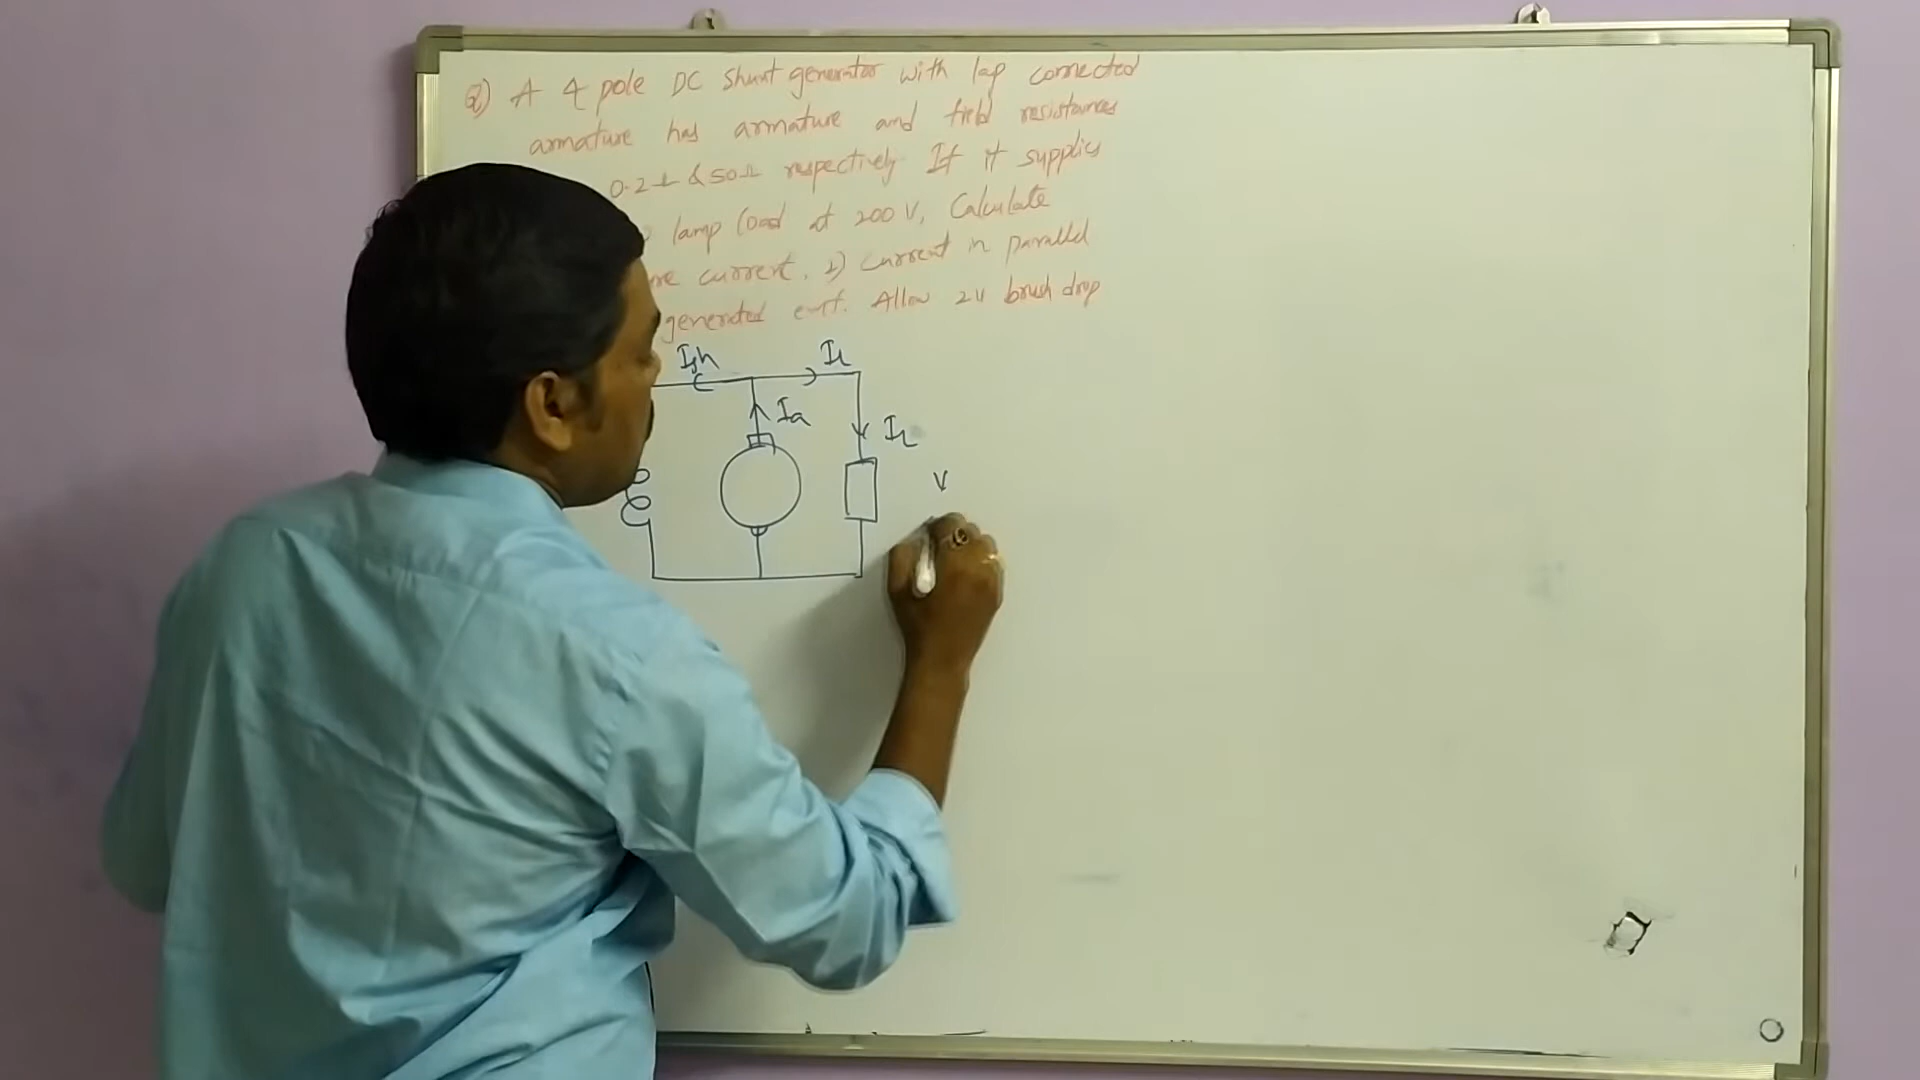 Q) A 4 pole DC Shunt generator with lap connected
armature has armature and field resistances
0.2Ω & 50Ω respectively. If it supplies
lamp load at 200 V, Calculate
current. 2) Current in parallel
generated emf. Allow 2V brush drop
Ish
IL
Ia
IL
V